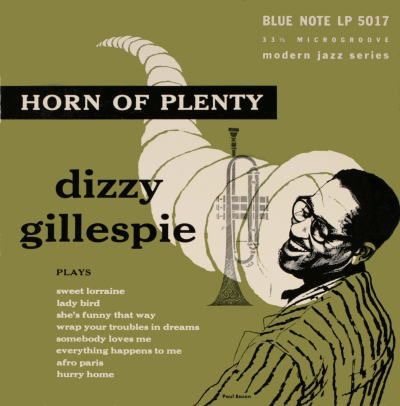 BLUE NOTE LP 5017
33⅓ MICROGROOVE
modern jazz series
HORN OF PLENTY
dizzy
gillespie
PLAYS
sweet lorraine
lady bird
she's funny that way
wrap your troubles in dreams
somebody loves me
everything happens to me
afro paris
hurry home
Paul Bacon